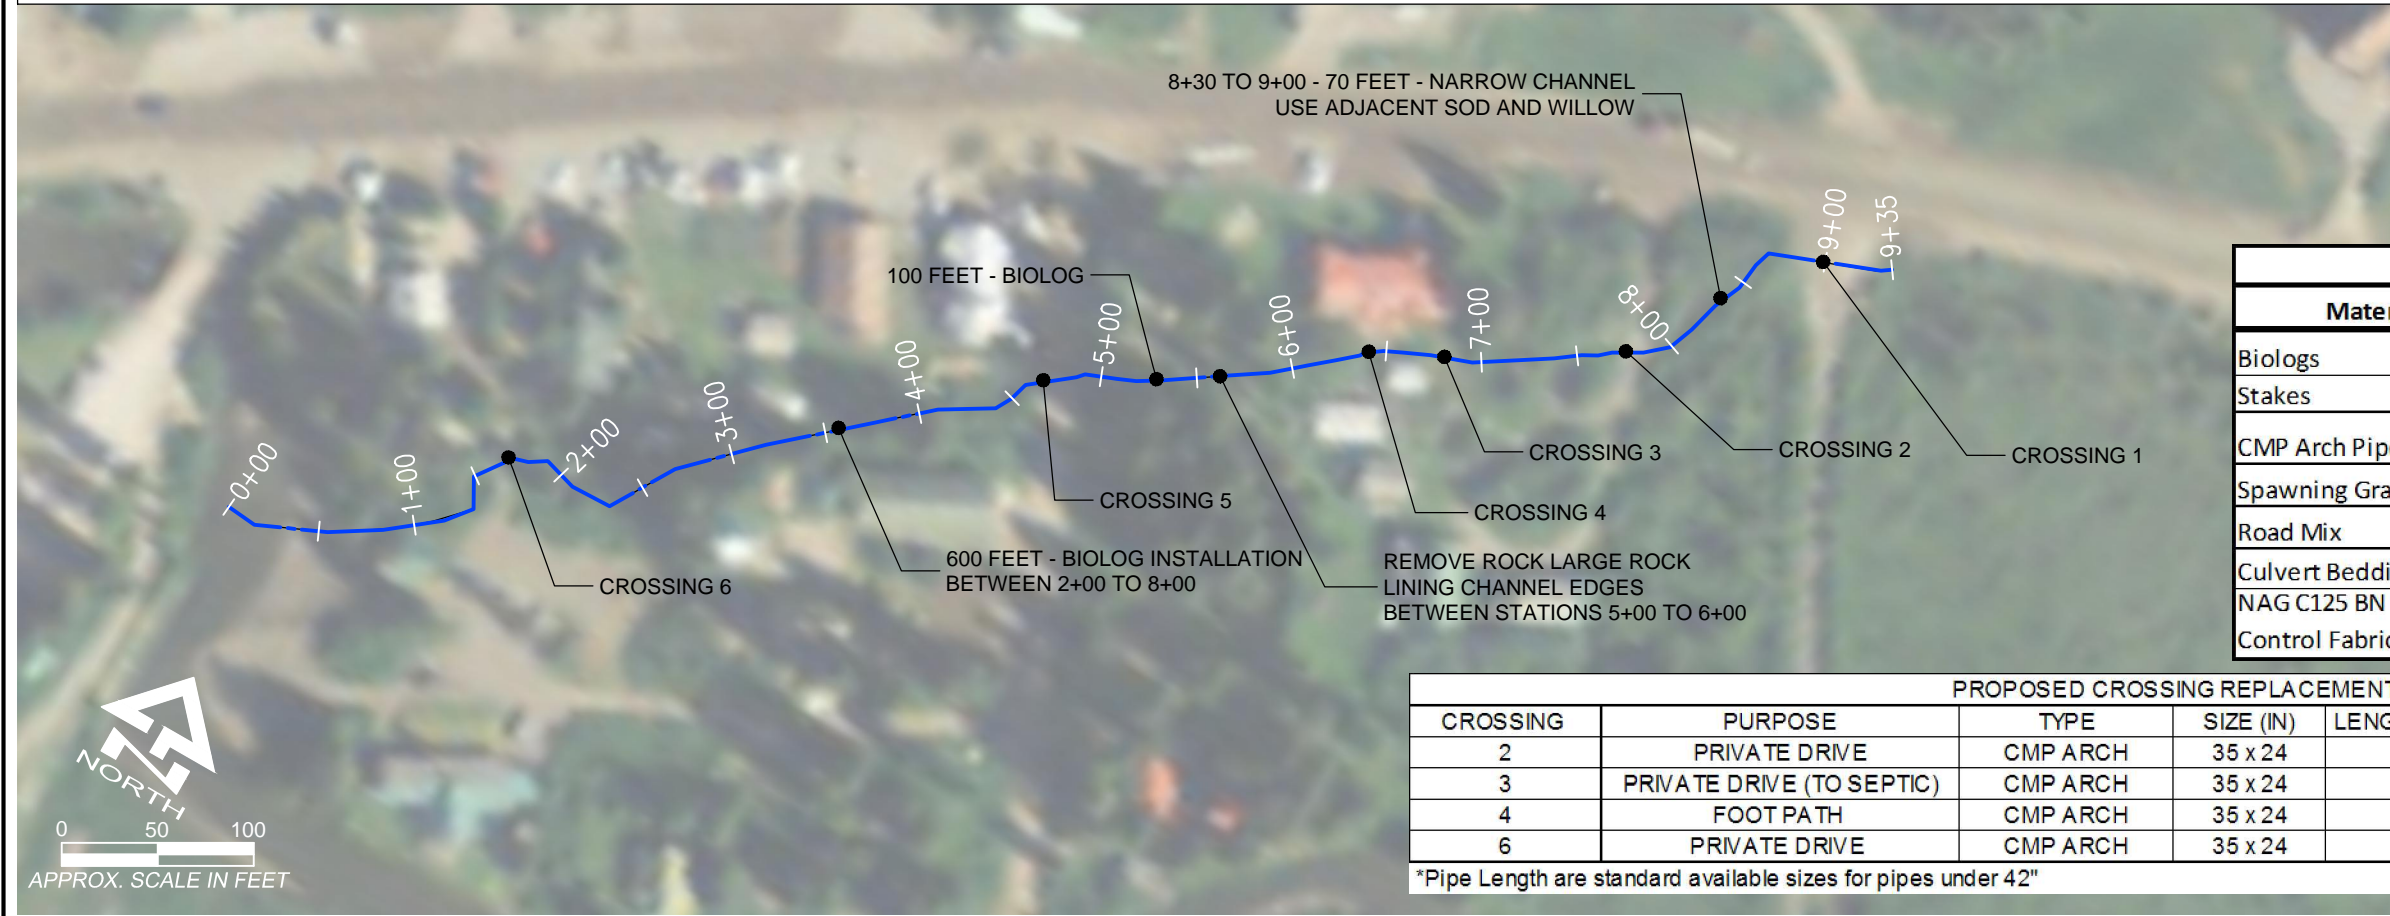 8+30 TO 9+00 - 70 FEET - NARROW CHANNEL
USE ADJACENT SOD AND WILLOW
9+00
9+35
100 FEET - BIOLOG
8+00
7+00
6+00
5+00
4+00
3+00
2+00
1+00
0+00
CROSSING 1
CROSSING 2
CROSSING 3
CROSSING 4
CROSSING 5
CROSSING 6
600 FEET - BIOLOG INSTALLATION
BETWEEN 2+00 TO 8+00
REMOVE ROCK LARGE ROCK
LINING CHANNEL EDGES
BETWEEN STATIONS 5+00 TO 6+00
Mater
Biologs
Stakes
CMP Arch Pip
Spawning Gra
Road Mix
Culvert Beddi
NAG C125 BN
Control Fabric
PROPOSED CROSSING REPLACEMENT
CROSSING PURPOSE TYPE SIZE (IN) LENG
2 PRIVATE DRIVE CMP ARCH 35 x 24
3 PRIVATE DRIVE (TO SEPTIC) CMP ARCH 35 x 24
4 FOOT PATH CMP ARCH 35 x 24
6 PRIVATE DRIVE CMP ARCH 35 x 24
*Pipe Length are standard available sizes for pipes under 42"
NORTH
0 50 100
APPROX. SCALE IN FEET